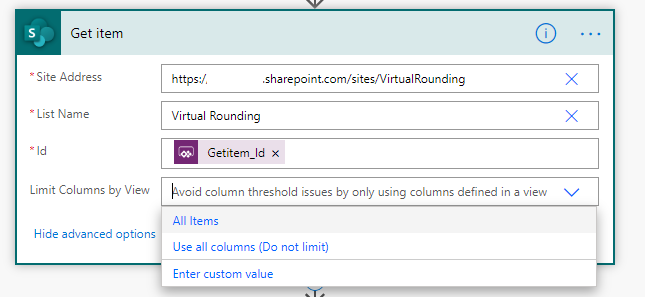 Get item
* Site Address
https:/. .sharepoint.com/sites/VirtualRounding
* List Name
Virtual Rounding
* Id
Getitem_Id
Limit Columns by View
Avoid column threshold issues by only using columns defined in a view
All Items
Hide advanced options
Use all columns (Do not limit)
Enter custom value